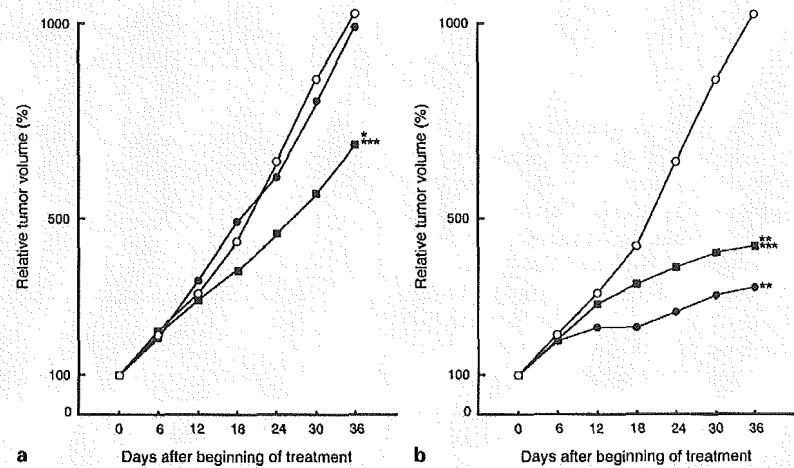 Relative tumor volume (%)
1000
500
100
0
0 6 12 18 24 30 36
*
***
a Days after beginning of treatment
Relative tumor volume (%)
1000
500
100
0
0 6 12 18 24 30 36
**
***
**
b Days after beginning of treatment